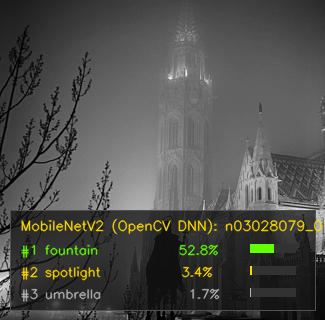 MobileNetV2 (OpenCV DNN): n03028079_0
#1 fountain 52.8%
#2 spotlight 3.4%
#3 umbrella 1.7%